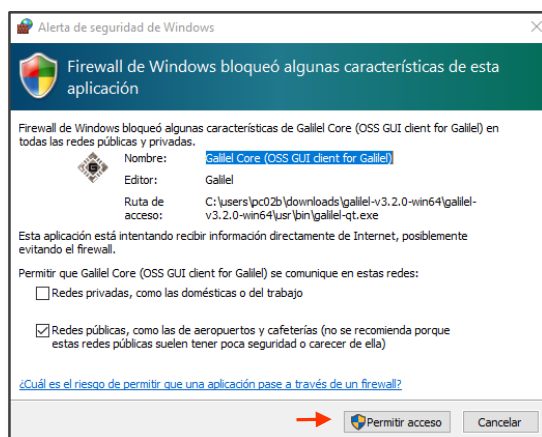 Alerta de seguridad de Windows
Firewall de Windows bloqueó algunas características de esta
aplicación
Firewall de Windows bloqueó algunas características de Galilel Core (OSS GUI client for Galilel) en
todas las redes públicas y privadas.
Nombre: Galilel Core (OSS GUI client for Galilel)
Editor: Galilel
Ruta de acceso: C:\users\pc02b\downloads\galilel-v3.2.0-win64\galilel-
v3.2.0-win64\usr\bin\galilel-qt.exe
Esta aplicación está intentando recibir información directamente de Internet, posiblemente
evitando el firewall.
Permitir que Galilel Core (OSS GUI client for Galilel) se comunique en estas redes:
Redes privadas, como las domésticas o del trabajo
Redes públicas, como las de aeropuertos y cafeterías (no se recomienda porque
estas redes públicas suelen tener poca seguridad o carecer de ella)
¿Cuál es el riesgo de permitir que una aplicación pase a través de un firewall?
Permitir acceso Cancelar